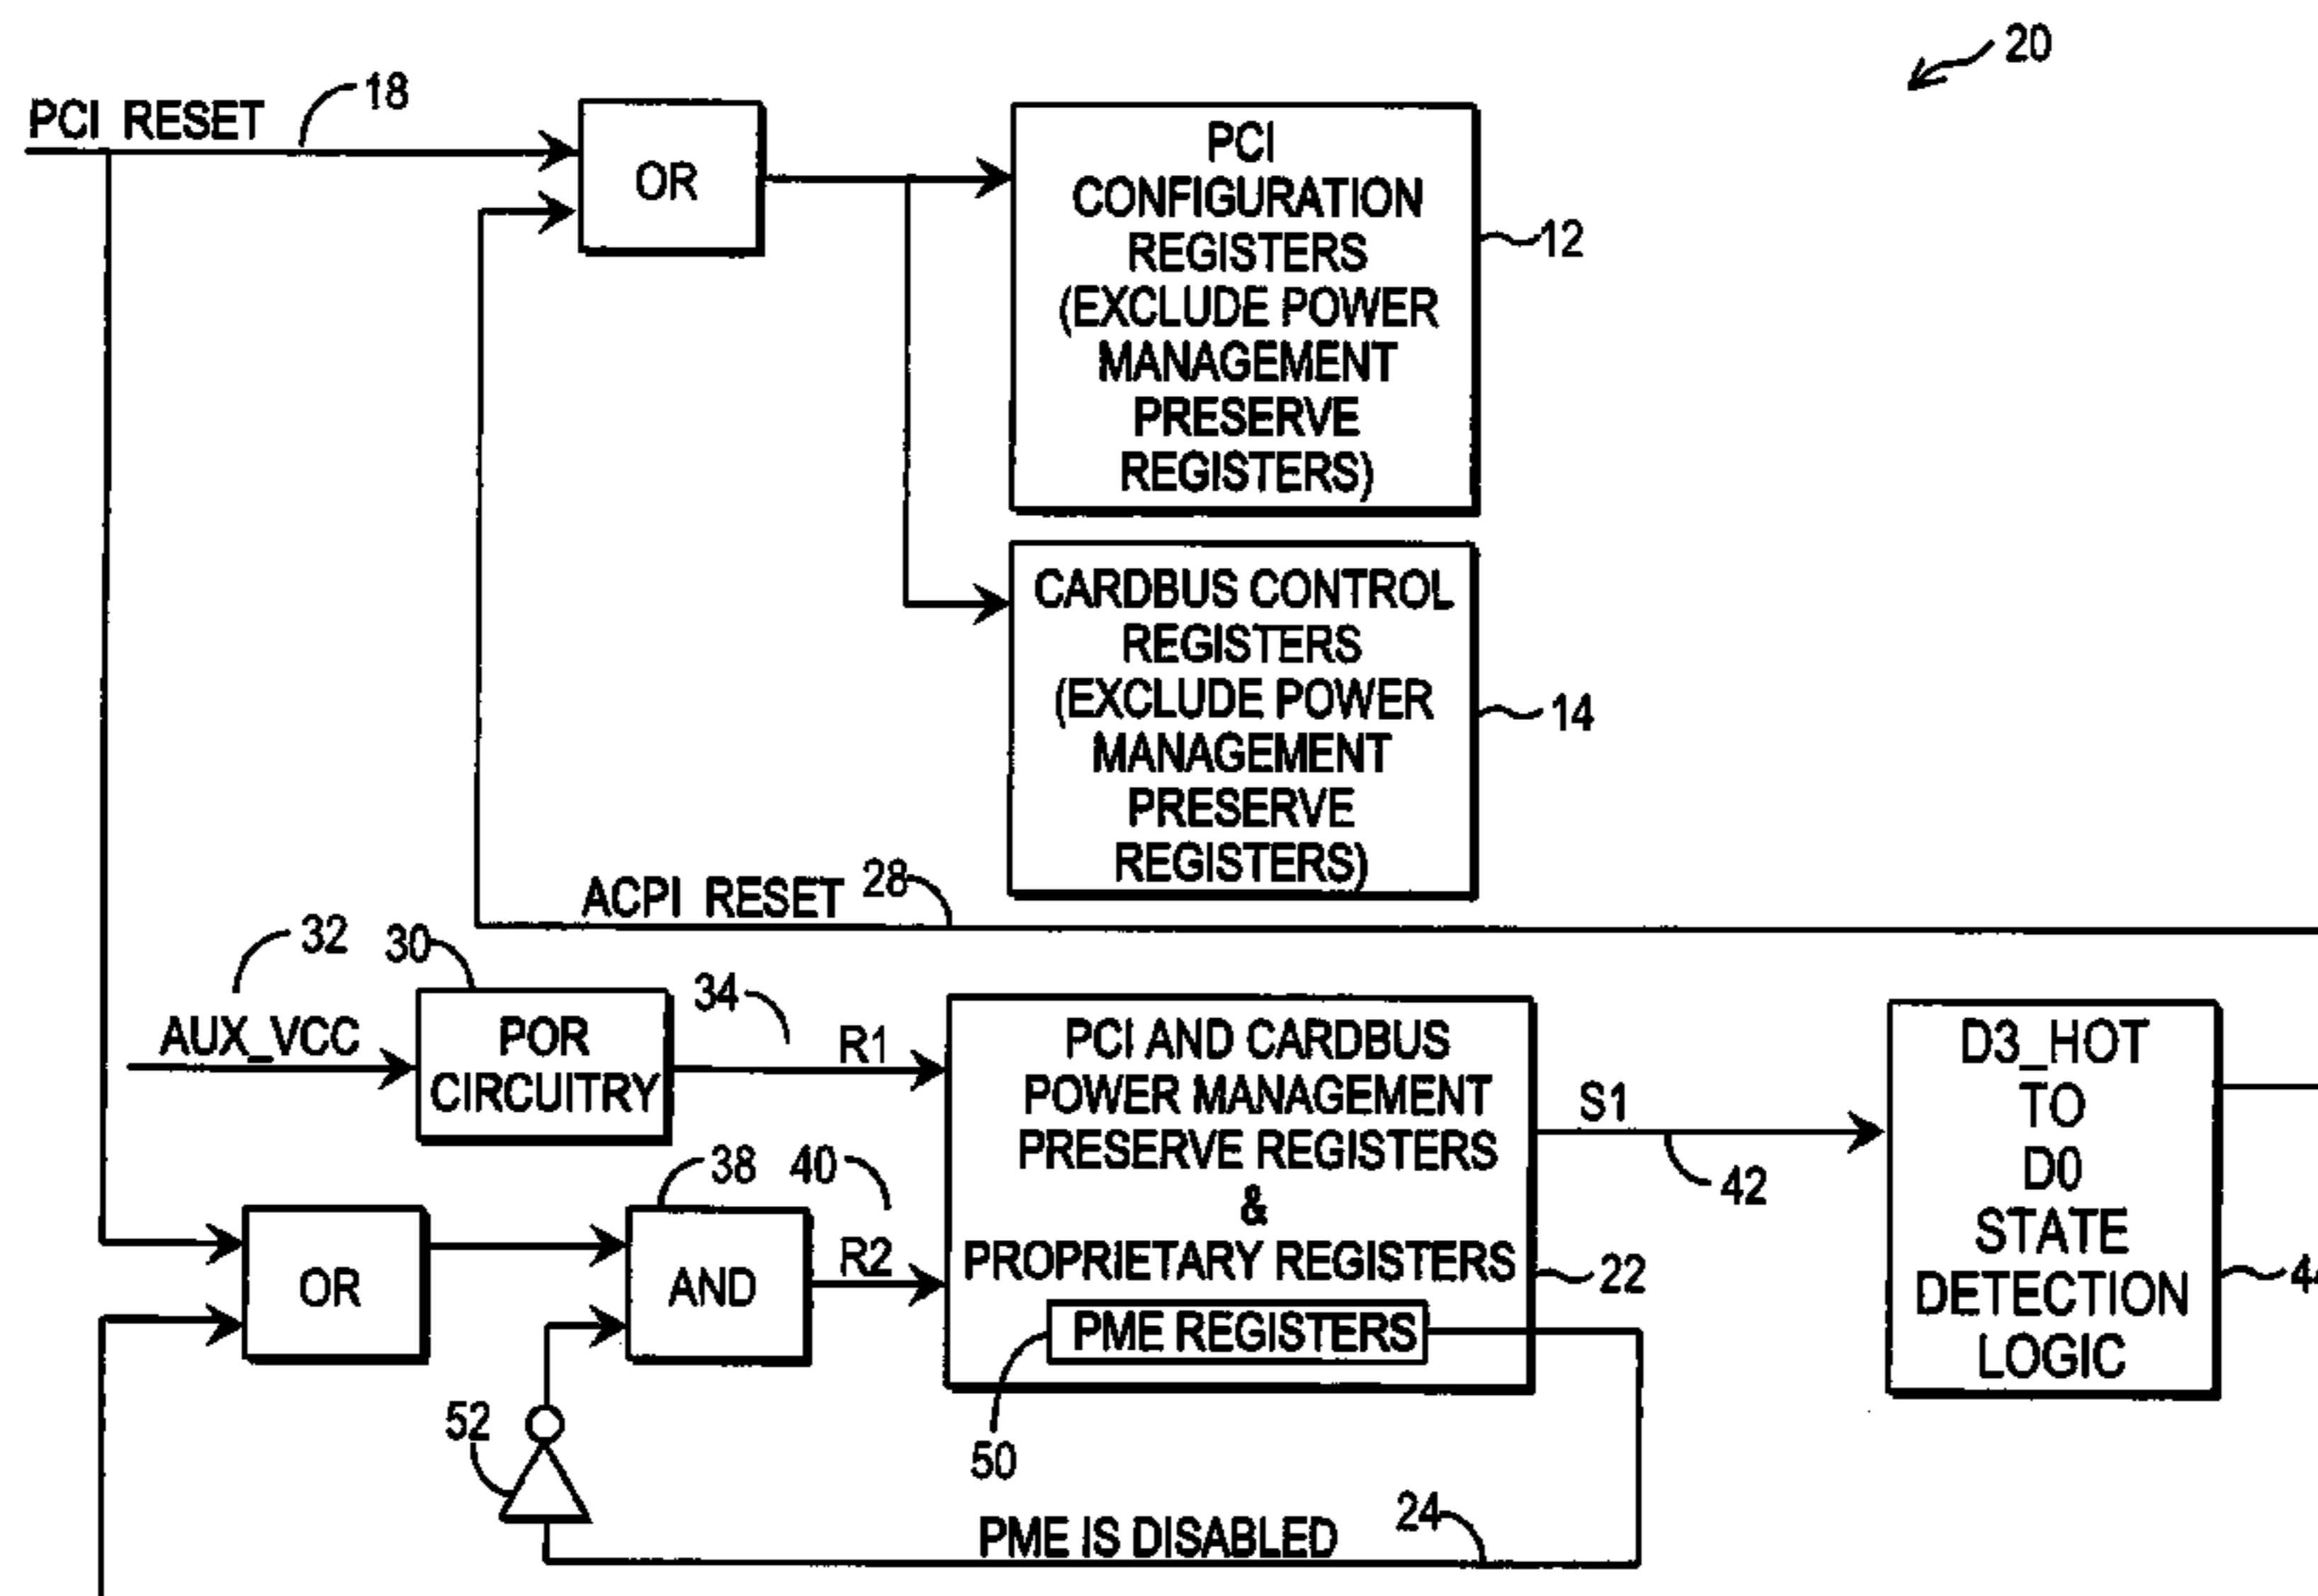 20
PCI RESET
18
OR
PCI
CONFIGURATION
REGISTERS
(EXCLUDE POWER
MANAGEMENT
PRESERVE
REGISTERS)
12
CARDBUS CONTROL
REGISTERS
(EXCLUDE POWER
MANAGEMENT
PRESERVE
REGISTERS)
14
ACPI RESET
28
32
AUX_VCC
30
POR
CIRCUITRY
34
R1
PCI AND CARDBUS
POWER MANAGEMENT
PRESERVE REGISTERS
&
PROPRIETARY REGISTERS
PME REGISTERS
22
50
S1
42
D3_HOT
TO
D0
STATE
DETECTION
LOGIC
OR
38
AND
40
R2
52
PME IS DISABLED
24